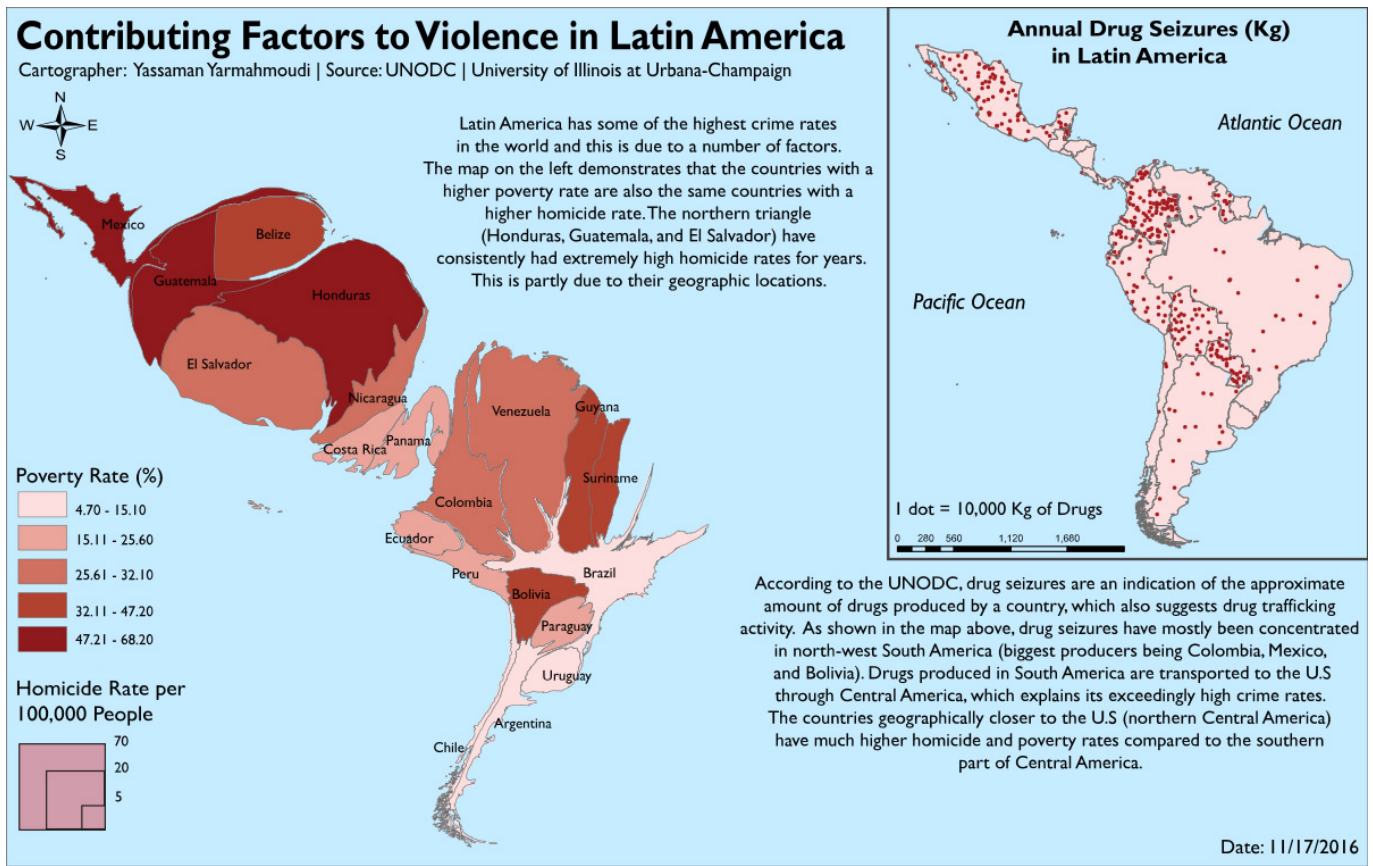 Contributing Factors to Violence in Latin America
Cartographer: Yassaman Yarmahmoudi | Source: UNODC | University of Illinois at Urbana-Champaign
N
W E
S
Latin America has some of the highest crime rates
in the world and this is due to a number of factors.
The map on the left demonstrates that the countries with a
higher poverty rate are also the same countries with a
higher homicide rate. The northern triangle
(Honduras, Guatemala, and El Salvador) have
consistently had extremely high homicide rates for years.
This is partly due to their geographic locations.
Mexico
Belize
Guatemala
Honduras
El Salvador
Nicaragua
Costa Rica
Panama
Venezuela
Guyana
Suriname
Colombia
Ecuador
Peru
Brazil
Bolivia
Paraguay
Uruguay
Argentina
Chile
Poverty Rate (%)
4.70 - 15.10
15.11 - 25.60
25.61 - 32.10
32.11 - 47.20
47.21 - 68.20
Homicide Rate per
100,000 People
70
20
5
Annual Drug Seizures (Kg)
in Latin America
Atlantic Ocean
Pacific Ocean
1 dot = 10,000 Kg of Drugs
0 280 560 1,120 1,680
According to the UNODC, drug seizures are an indication of the approximate
amount of drugs produced by a country, which also suggests drug trafficking
activity. As shown in the map above, drug seizures have mostly been concentrated
in north-west South America (biggest producers being Colombia, Mexico,
and Bolivia). Drugs produced in South America are transported to the U.S
through Central America, which explains its exceedingly high crime rates.
The countries geographically closer to the U.S (northern Central America)
have much higher homicide and poverty rates compared to the southern
part of Central America.
Date: 11/17/2016